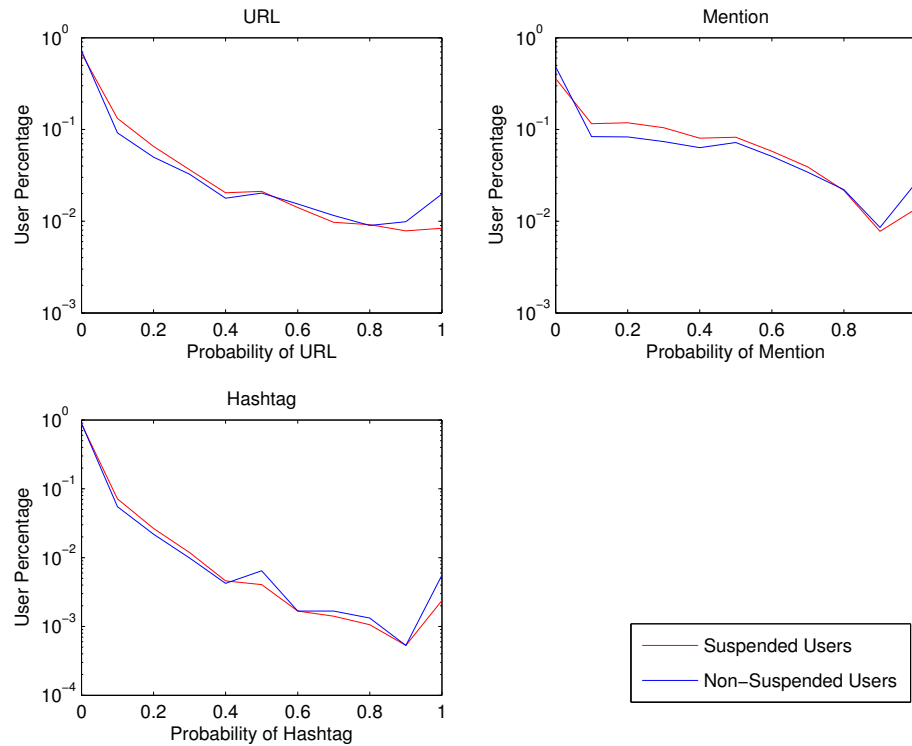 URL
10^0
10^−1
10^−2
10^−3
User Percentage
0 0.2 0.4 0.6 0.8 1
Probability of URL
Mention
10^0
10^−1
10^−2
10^−3
User Percentage
0 0.2 0.4 0.6 0.8
Probability of Mention
Hashtag
10^0
10^−1
10^−2
10^−3
10^−4
User Percentage
0 0.2 0.4 0.6 0.8 1
Probability of Hashtag
Suspended Users
Non−Suspended Users